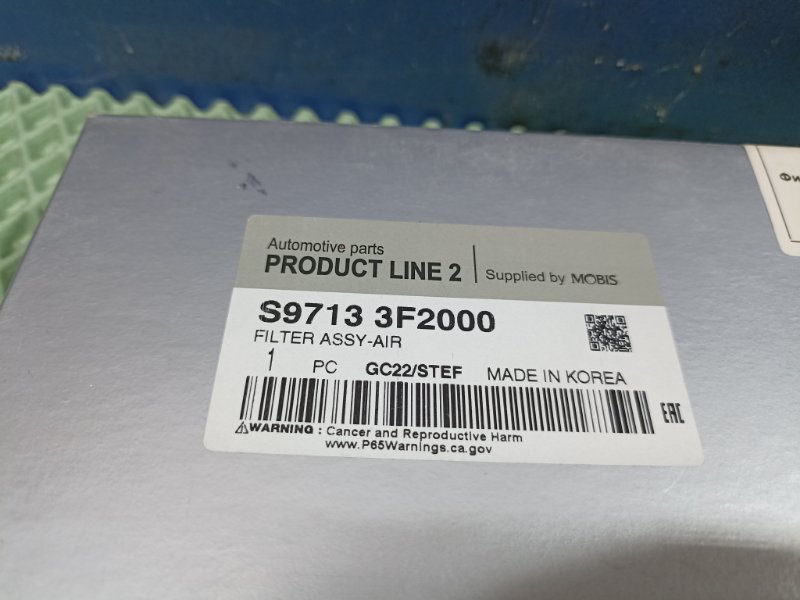 Automotive parts
PRODUCT LINE 2
Supplied by MOBIS
S9713 3F2000
FILTER ASSY-AIR
1 PC GC22/STEF MADE IN KOREA
EAC
WARNING : Cancer and Reproductive Harm
www.P65Warnings.ca.gov